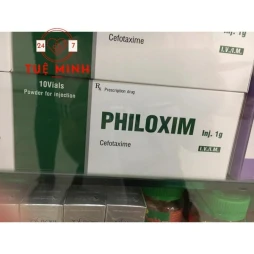 Cefotaxime
I.V.,I.M.
24 7
TUỆ MINH
10Vials
Powder for injection
Rx Prescription drug
PHILOXIM Inj. 1g
Cefotaxime
I.V.,I.M.